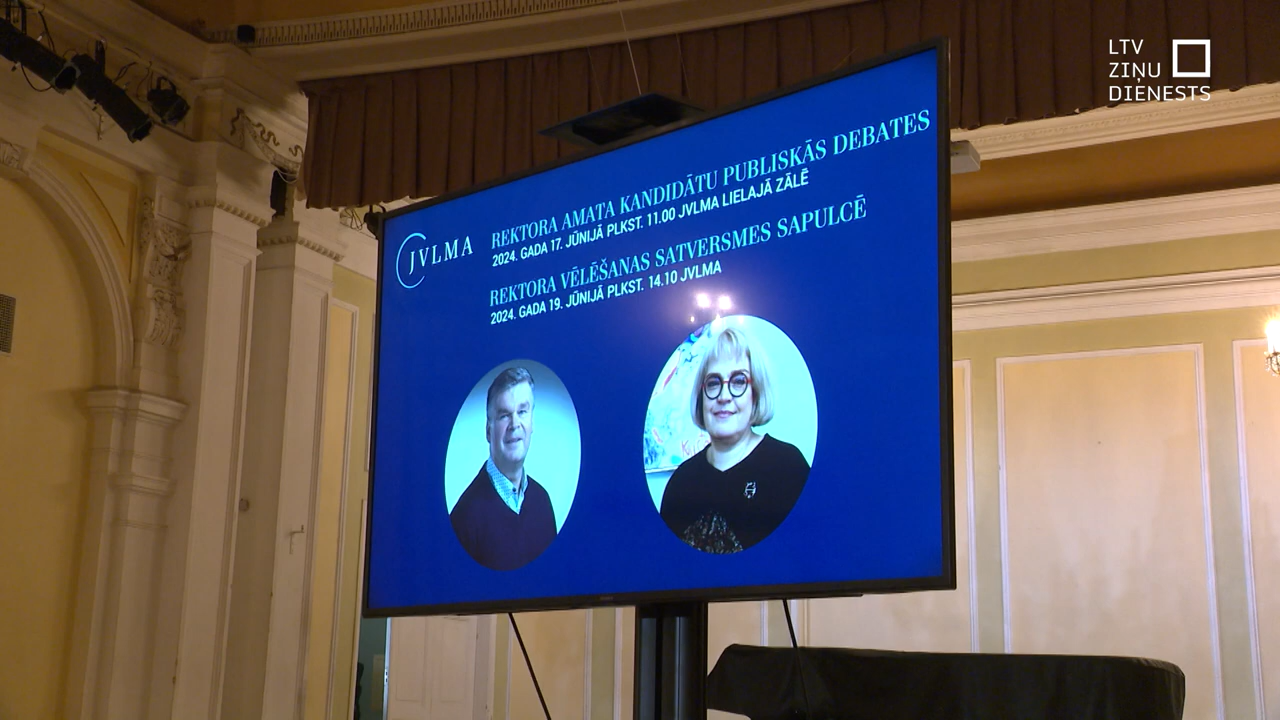 LTV
ZIŅU
DIENESTS
JVLMA
REKTORA AMATA KANDIDĀTU PUBLISKĀS DEBATES
2024. GADA 17. JŪNIJĀ PLKST. 11.00 JVLMA LIELAJĀ ZĀLĒ
REKTORA VĒLĒŠANAS SATVERSMES SAPULCĒ
2024. GADA 19. JŪNIJĀ PLKST. 14.10 JVLMA